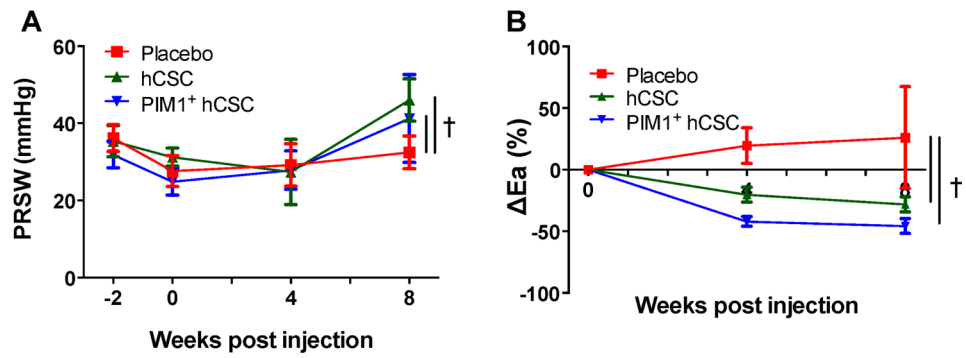 A
PRSW (mmHg)
60
40
20
0
-2
0
4
8
Weeks post injection
Placebo
hCSC
PIM1⁺ hCSC
†
B
ΔEa (%)
100
50
0
-50
-100
0
4
8
Weeks post injection
Placebo
hCSC
PIM1⁺ hCSC
†